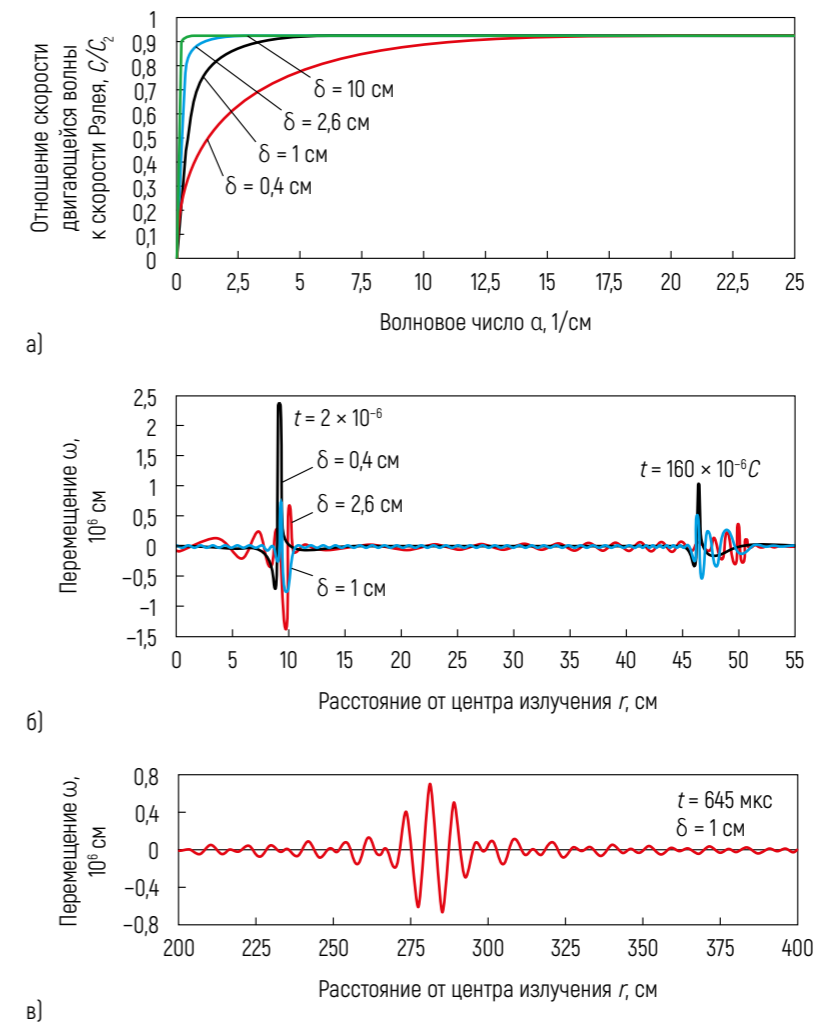 Отношение скорости
двигающейся волны
к скорости Рэлея, C/C₂
1
0,9
0,8
0,7
0,6
0,5
0,4
0,3
0,2
0,1
0
δ = 10 см
δ = 2,6 см
δ = 1 см
δ = 0,4 см
0 2,5 5 7,5 10 12,5 15 17,5 20 22,5 25
Волновое число α, 1/см
а)
Перемещение ω,
10⁶ см
2,5
2
1,5
1
0,5
0
−0,5
−1
−1,5
t = 2 × 10⁻⁶
δ = 0,4 см
δ = 2,6 см
δ = 1 см
t = 160 × 10⁻⁶C
0 5 10 15 20 25 30 35 40 45 50 55
Расстояние от центра излучения r, см
б)
Перемещение ω,
10⁶ см
0,8
0,4
0
−0,4
−0,8
t = 645 мкс
δ = 1 см
200 225 250 275 300 325 350 375 400
Расстояние от центра излучения r, см
в)